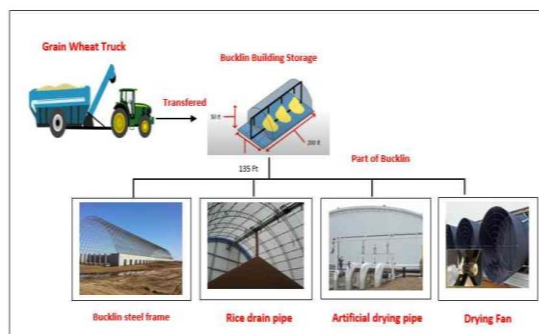 Grain Wheat Truck
Bucklin Building Storage
Transfered
50 ft
200 ft
135 Ft
Part of Bucklin
Bucklin steel frame
Rice drain pipe
Artificial drying pipe
Drying Fan